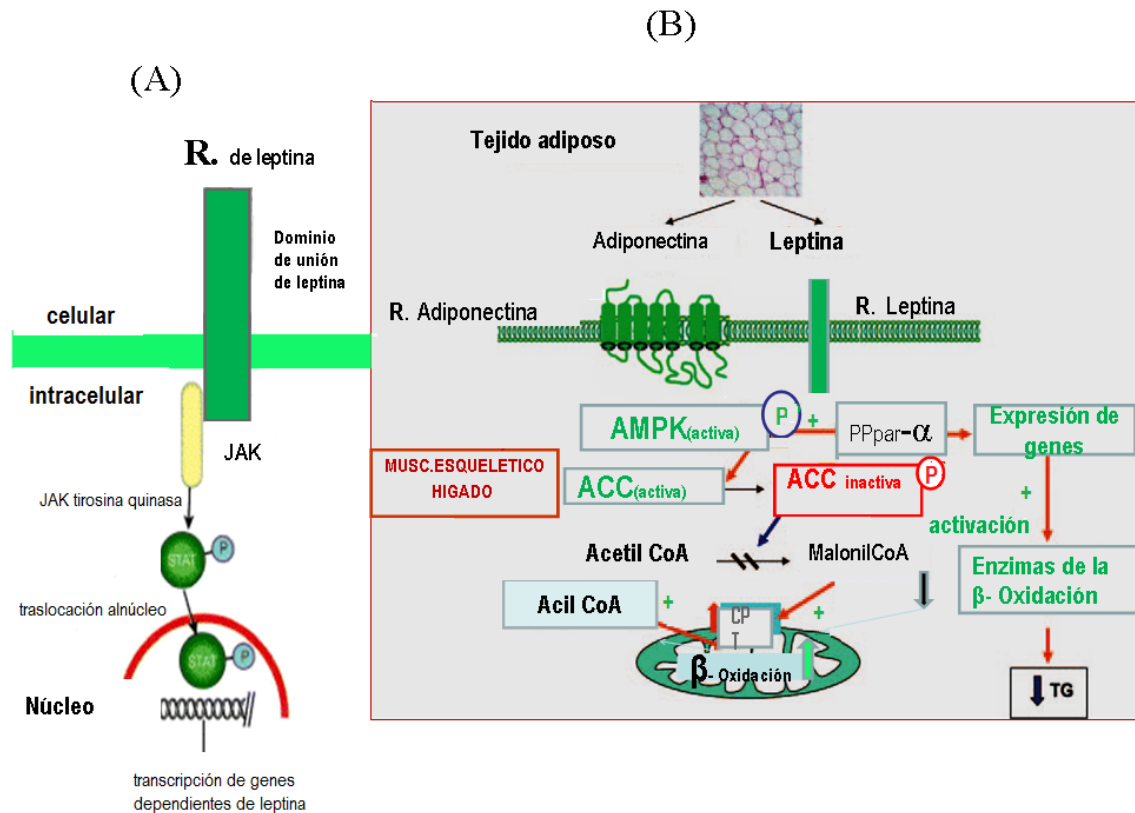 (A)
R. de leptina
Dominio
de unión
de leptina
celular
intracelular
JAK
JAK tirosina quinasa
STAT
P
traslocación alnúcleo
STAT
P
Núcleo
transcripción de genes
dependientes de leptina
(B)
Tejido adiposo
Adiponectina
Leptina
R. Adiponectina
R. Leptina
AMPK(activa)
P
+
PPpar-α
Expresión de
genes
MUSC.ESQUELETICO
HIGADO
ACC(activa)
ACC inactiva
P
+
activación
Acetil CoA
MalonilCoA
Enzimas de la
β- Oxidación
Acil CoA
+
CP
T
+
β- Oxidación
TG